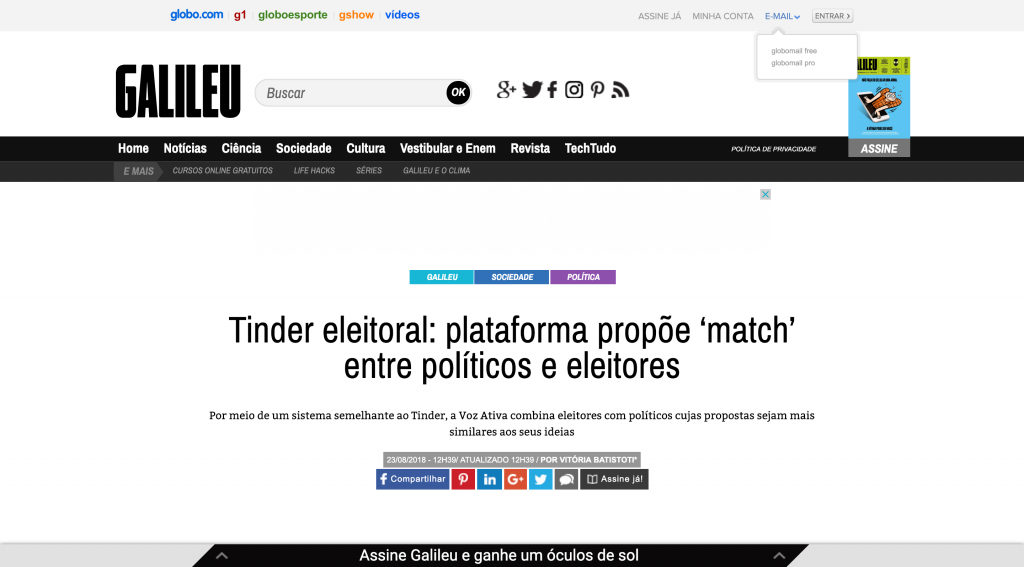 globo.com g1 globoesporte gshow vídeos
ASSINE JÁ MINHA CONTA E-MAIL ENTRAR
globomail free
globomail pro
GALILEU
Buscar OK
ASSINE
Home Notícias Ciência Sociedade Cultura Vestibular e Enem Revista TechTudo POLÍTICA DE PRIVACIDADE
E MAIS CURSOS ONLINE GRATUITOS LIFE HACKS SÉRIES GALILEU E O CLIMA
GALILEU SOCIEDADE POLÍTICA
Tinder eleitoral: plataforma propõe ‘match’
entre políticos e eleitores
Por meio de um sistema semelhante ao Tinder, a Voz Ativa combina eleitores com políticos cujas propostas sejam mais
similares aos seus ideias
23/08/2018 - 12H39/ ATUALIZADO 12H39 / POR VITÓRIA BATISTOTI*
Compartilhar Assine já!
Assine Galileu e ganhe um óculos de sol